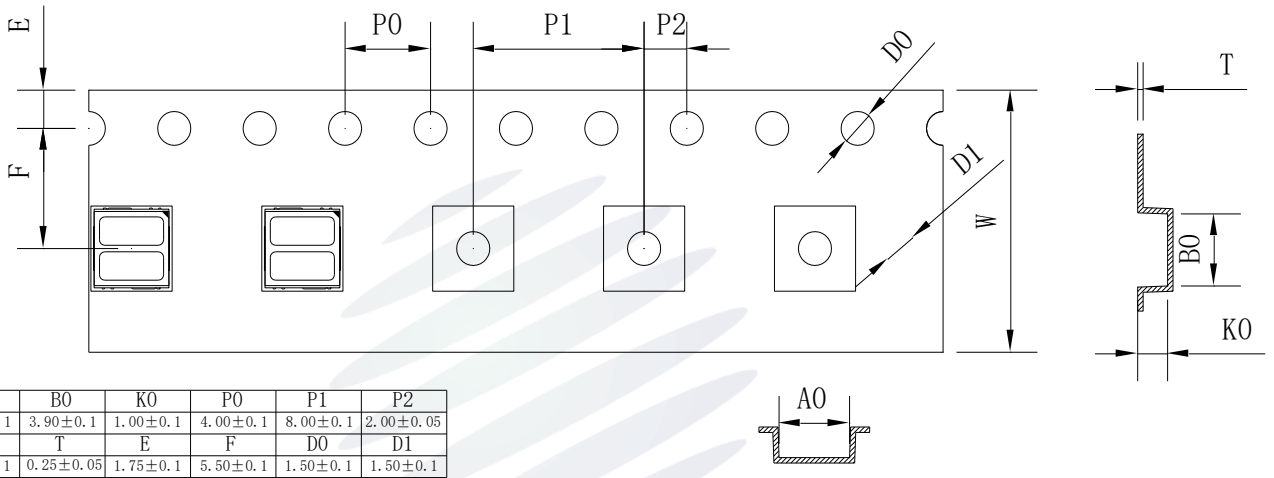 E
P0
P1
P2
D0
T
F
D1
W
B0
K0
A0
B0 K0 P0 P1 P2
1 3.90±0.1 1.00±0.1 4.00±0.1 8.00±0.1 2.00±0.05
T E F D0 D1
1 0.25±0.05 1.75±0.1 5.50±0.1 1.50±0.1 1.50±0.1